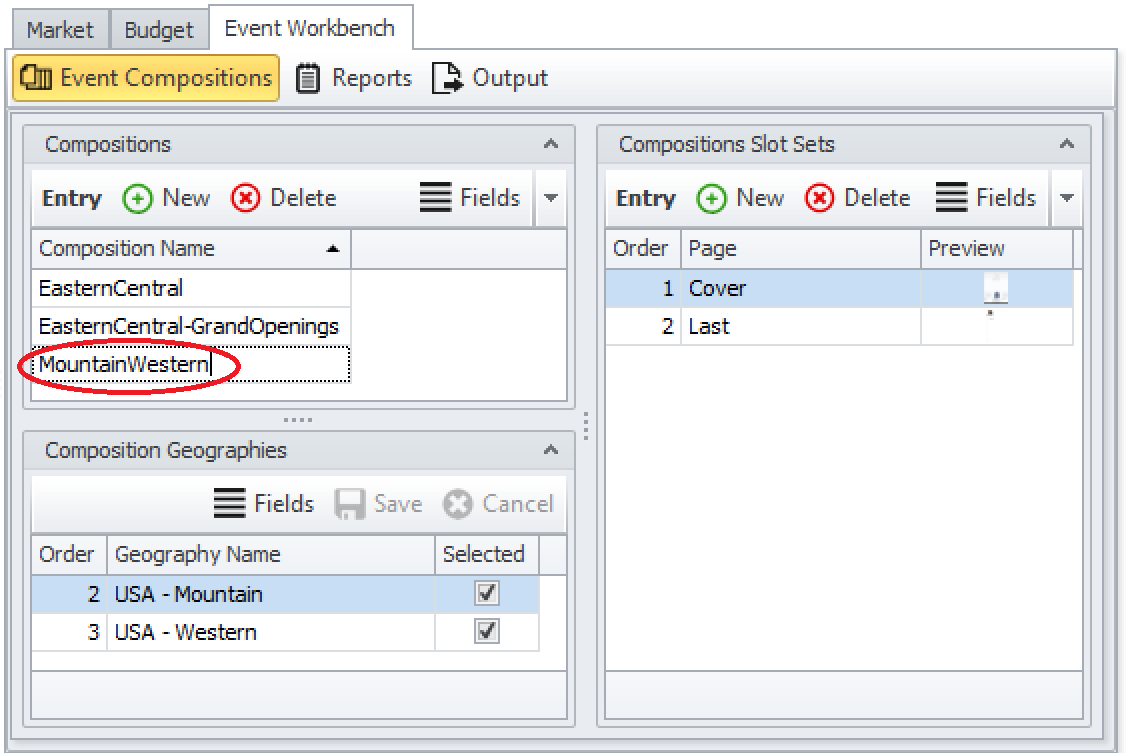 Market Budget Event Workbench
Event Compositions Reports Output
Compositions
Entry New Delete Fields
Composition Name
EasternCentral
EasternCentral-GrandOpenings
MountainWestern
Composition Geographies
Fields Save Cancel
Order Geography Name Selected
2 USA - Mountain
3 USA - Western
Compositions Slot Sets
Entry New Delete Fields
Order Page Preview
1 Cover
2 Last